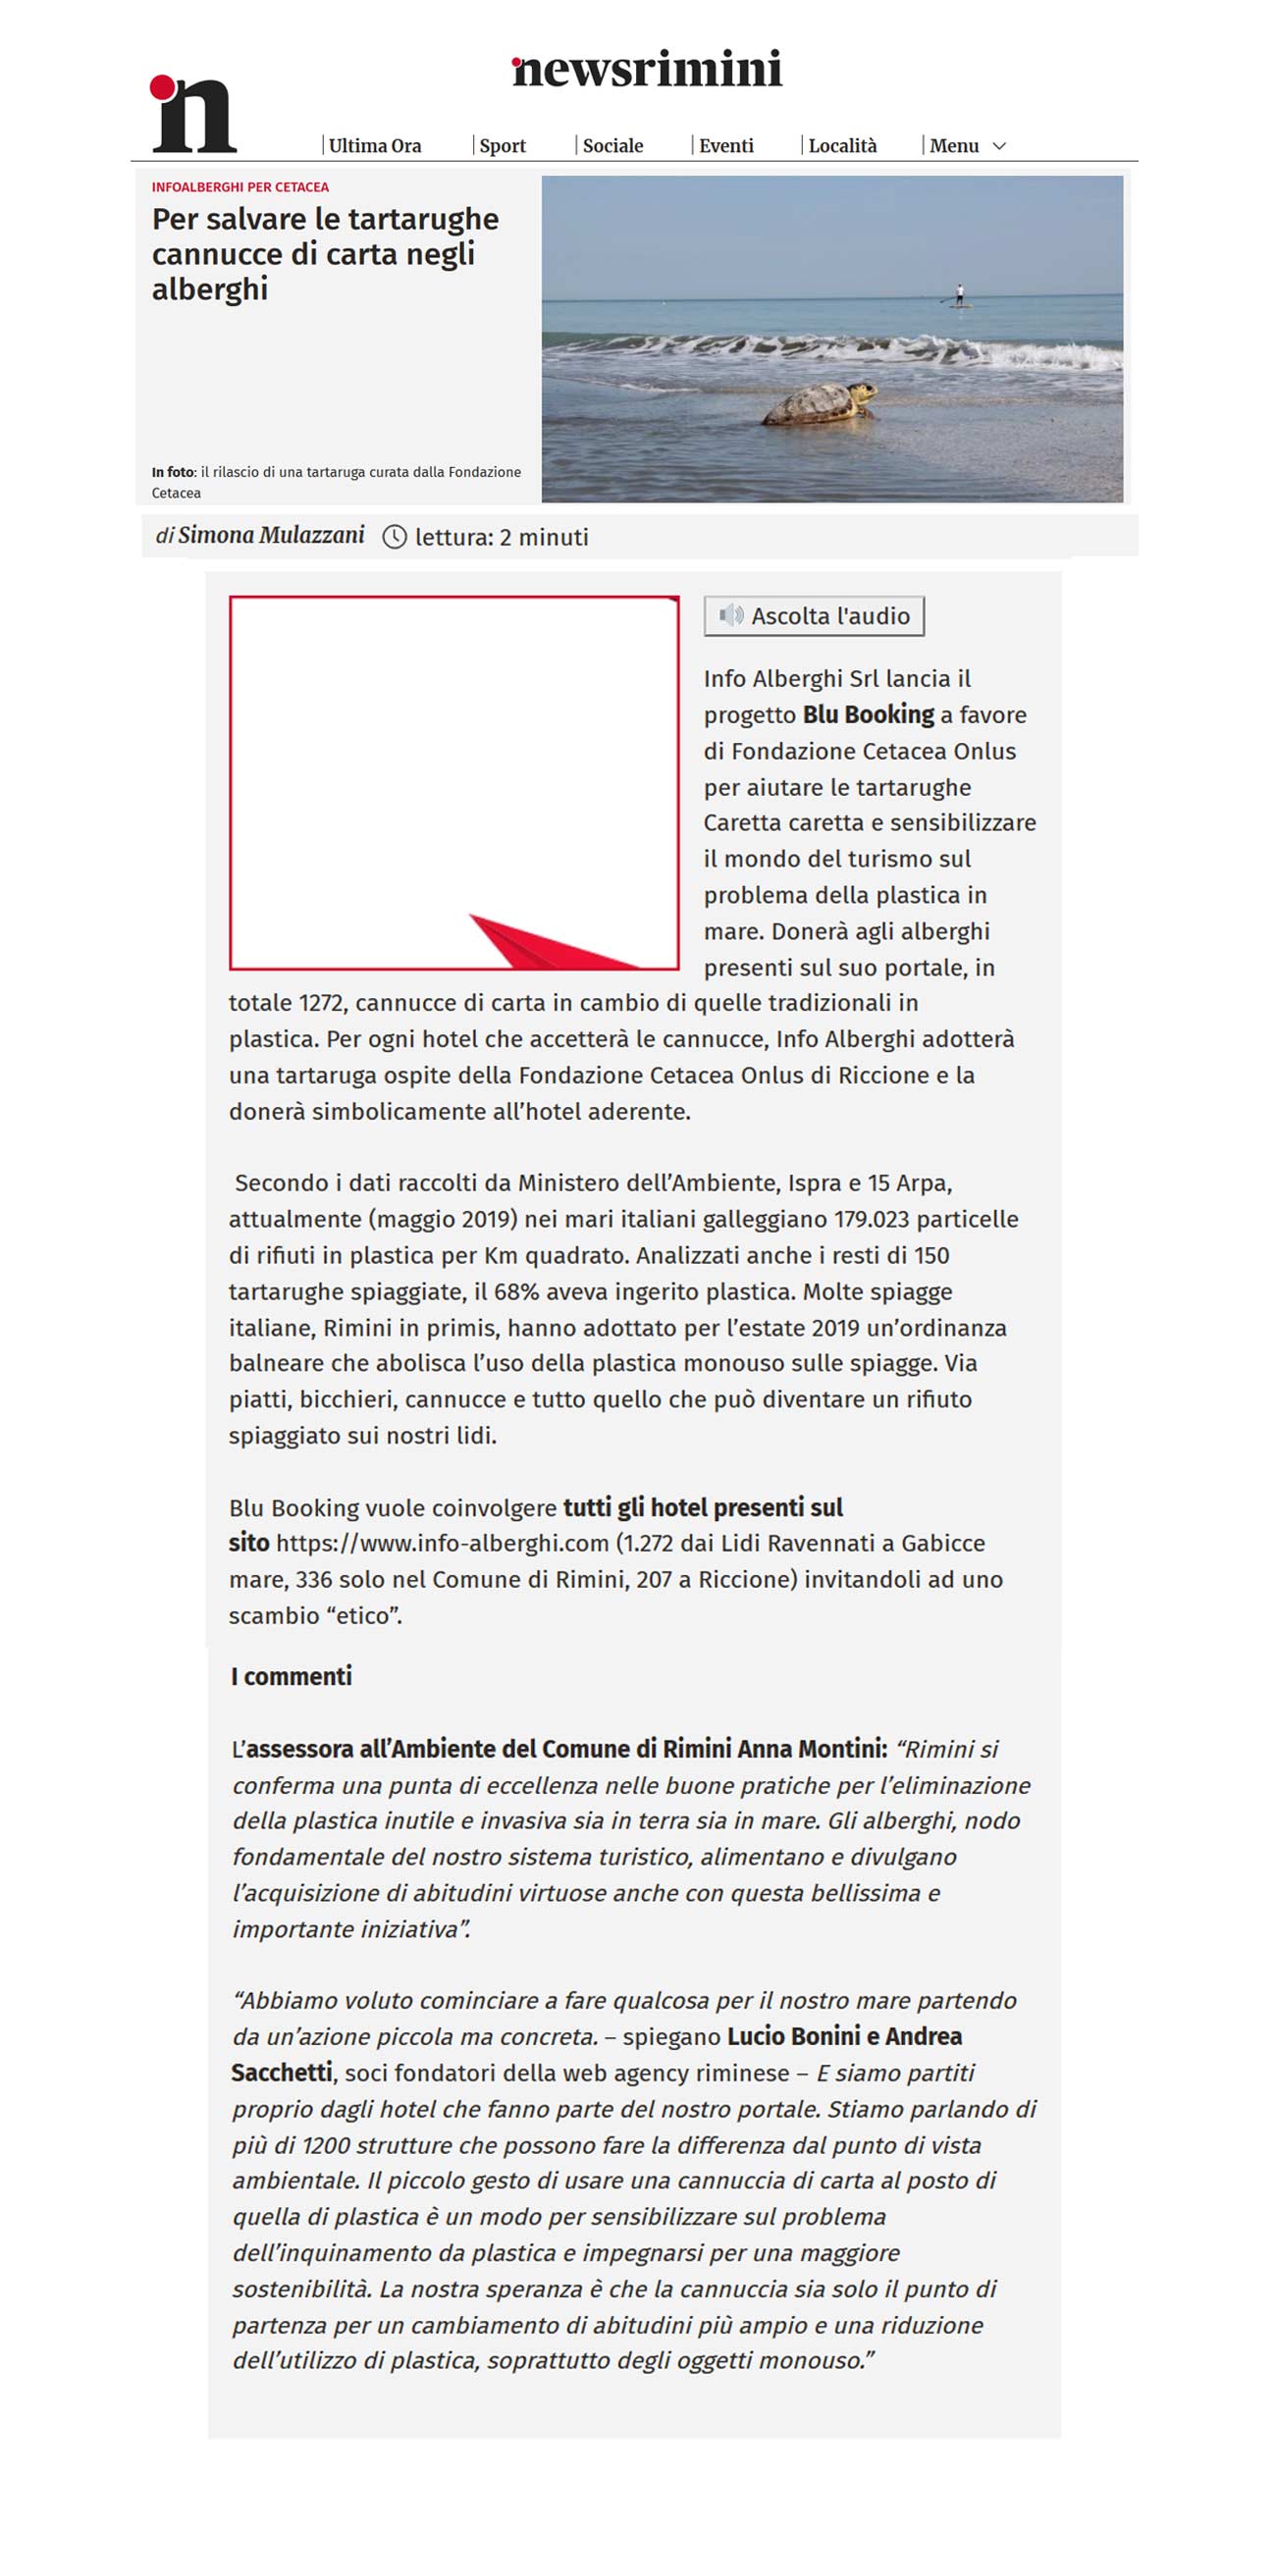 newsrimini
n
Ultima Ora
Sport
Sociale
Eventi
Località
Menu
INFOALBERGHI PER CETACEA
Per salvare le tartarughe
cannucce di carta negli
alberghi
In foto: il rilascio di una tartaruga curata dalla Fondazione
Cetacea
di Simona Mulazzani lettura: 2 minuti
Ascolta l'audio
Info Alberghi Srl lancia il
progetto Blu Booking a favore
di Fondazione Cetacea Onlus
per aiutare le tartarughe
Caretta caretta e sensibilizzare
il mondo del turismo sul
problema della plastica in
mare. Donerà agli alberghi
presenti sul suo portale, in
totale 1272, cannucce di carta in cambio di quelle tradizionali in
plastica. Per ogni hotel che accetterà le cannucce, Info Alberghi adotterà
una tartaruga ospite della Fondazione Cetacea Onlus di Riccione e la
donerà simbolicamente all’hotel aderente.
Secondo i dati raccolti da Ministero dell’Ambiente, Ispra e 15 Arpa,
attualmente (maggio 2019) nei mari italiani galleggiano 179.023 particelle
di rifiuti in plastica per Km quadrato. Analizzati anche i resti di 150
tartarughe spiaggiate, il 68% aveva ingerito plastica. Molte spiagge
italiane, Rimini in primis, hanno adottato per l’estate 2019 un’ordinanza
balneare che abolisca l’uso della plastica monouso sulle spiagge. Via
piatti, bicchieri, cannucce e tutto quello che può diventare un rifiuto
spiaggiato sui nostri lidi.
Blu Booking vuole coinvolgere tutti gli hotel presenti sul
sito https://www.info-alberghi.com (1.272 dai Lidi Ravennati a Gabicce
mare, 336 solo nel Comune di Rimini, 207 a Riccione) invitandoli ad uno
scambio “etico”.
I commenti
L’assessora all’Ambiente del Comune di Rimini Anna Montini: “Rimini si
conferma una punta di eccellenza nelle buone pratiche per l’eliminazione
della plastica inutile e invasiva sia in terra sia in mare. Gli alberghi, nodo
fondamentale del nostro sistema turistico, alimentano e divulgano
l’acquisizione di abitudini virtuose anche con questa bellissima e
importante iniziativa”.
“Abbiamo voluto cominciare a fare qualcosa per il nostro mare partendo
da un’azione piccola ma concreta. – spiegano Lucio Bonini e Andrea
Sacchetti, soci fondatori della web agency riminese – E siamo partiti
proprio dagli hotel che fanno parte del nostro portale. Stiamo parlando di
più di 1200 strutture che possono fare la differenza dal punto di vista
ambientale. Il piccolo gesto di usare una cannuccia di carta al posto di
quella di plastica è un modo per sensibilizzare sul problema
dell’inquinamento da plastica e impegnarsi per una maggiore
sostenibilità. La nostra speranza è che la cannuccia sia solo il punto di
partenza per un cambiamento di abitudini più ampio e una riduzione
dell’utilizzo di plastica, soprattutto degli oggetti monouso.”